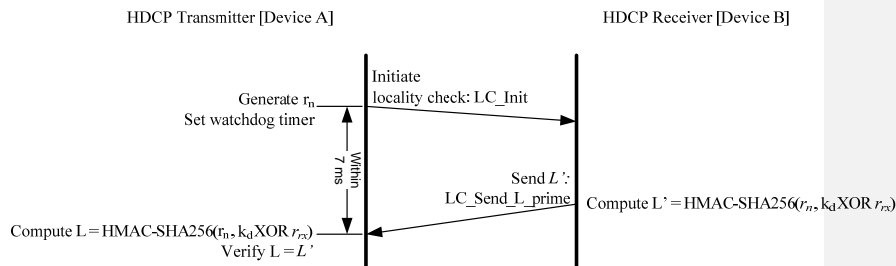 HDCP Transmitter [Device A]
HDCP Receiver [Device B]
Initiate
locality check: LC_Init
Generate rn
Set watchdog timer
Within
7 ms
Send L’:
LC_Send_L_prime
Compute L’ = HMAC-SHA256(rn, kd XOR rrx)
Compute L = HMAC-SHA256(rn, kd XOR rrx)
Verify L = L’